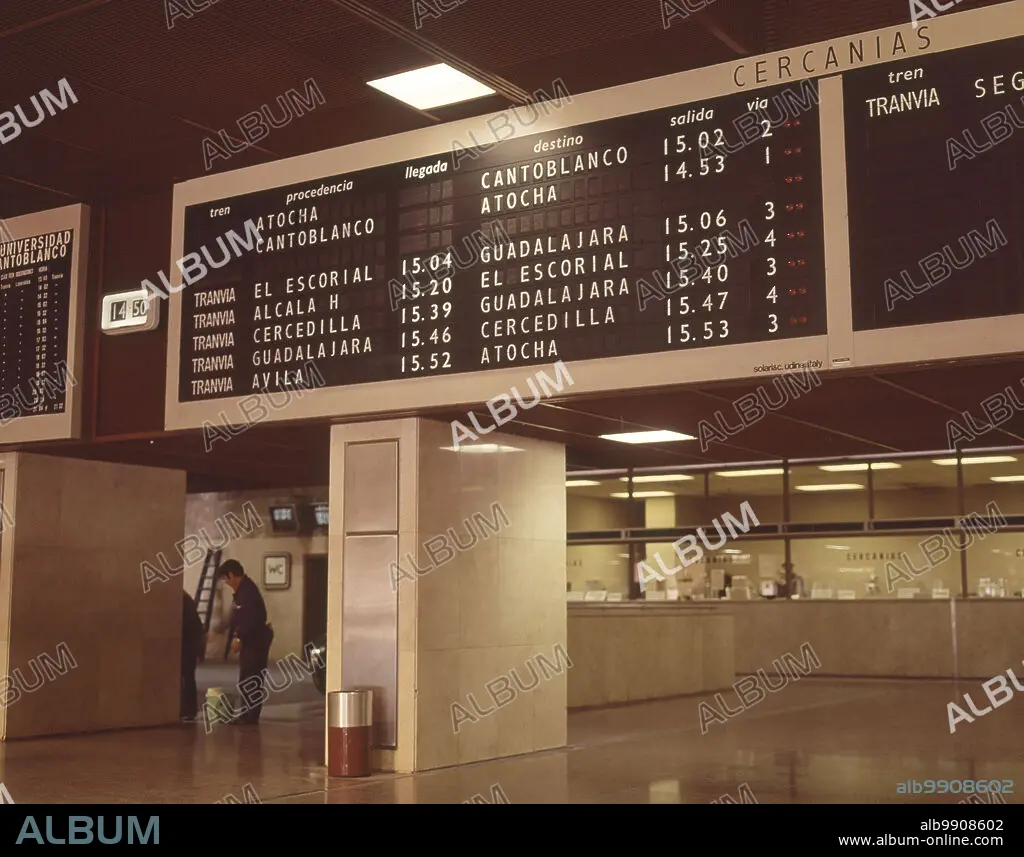 CERCANIAS
tren procedencia llegada destino salida via
ATOCHA CANTOBLANCO 15.02 2
CANTOBLANCO ATOCHA 14.53 1
TRANVIA EL ESCORIAL 15.04 GUADALAJARA 15.06 3
TRANVIA ALCALA H 15.20 EL ESCORIAL 15.25 4
TRANVIA CERCEDILLA 15.39 GUADALAJARA 15.40 3
TRANVIA GUADALAJARA 15.46 CERCEDILLA 15.47 4
TRANVIA AVILA 15.52 ATOCHA 15.53 3
solari&c. udine italy
tren
TRANVIA SEG
UNIVERSIDAD
ANTOBLANCO
14 50
WC
CERCANIAS
alb9908602
ALBUM
alb9908602
www.album-online.com